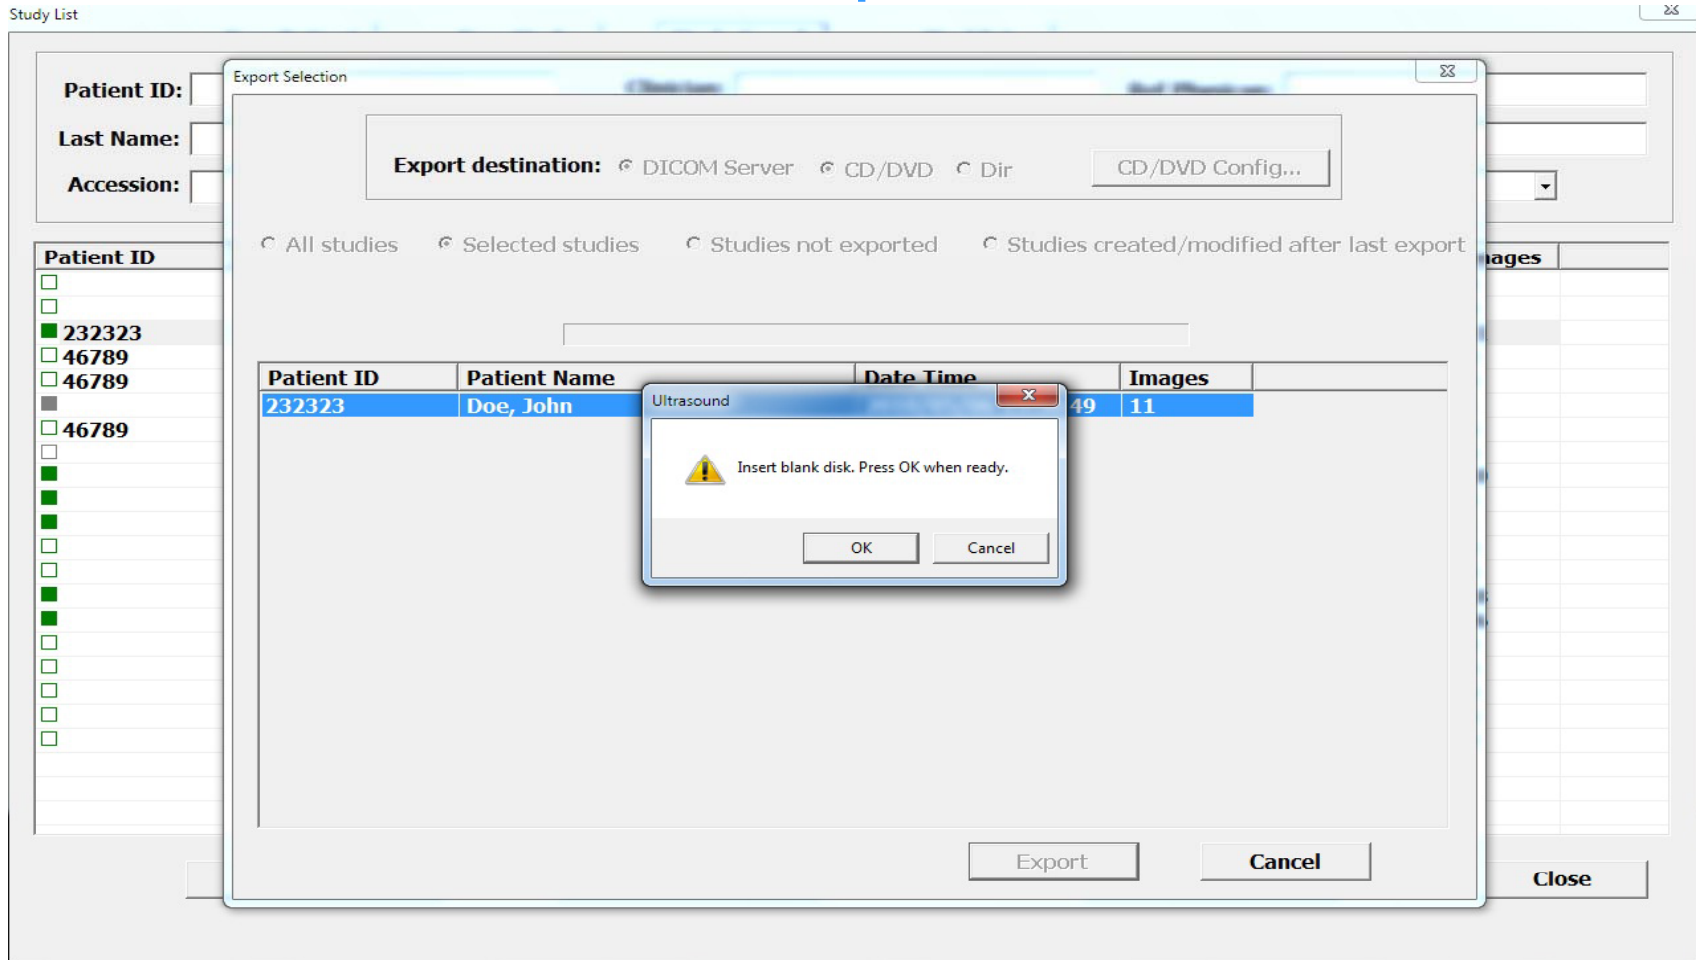 Study List
Patient ID:
Last Name:
Accession:
Export Selection
Export destination: DICOM Server CD/DVD Dir CD/DVD Config...
All studies Selected studies Studies not exported Studies created/modified after last export
Patient ID
232323
46789
46789
46789
Patient ID Patient Name Date Time Images
232323 Doe, John 49 11
Ultrasound
Insert blank disk. Press OK when ready.
OK Cancel
Export Cancel
Close